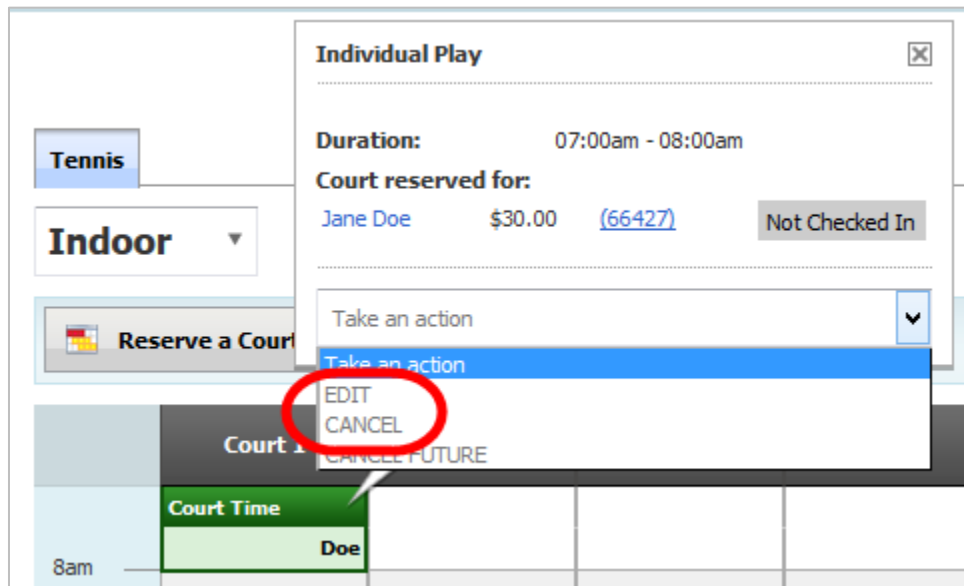 Individual Play
Duration: 07:00am - 08:00am
Court reserved for:
Jane Doe $30.00 (66427) Not Checked In
Take an action
Take an action
EDIT
CANCEL
CANCEL FUTURE
Tennis
Indoor
Reserve a Court
Court 1
Court Time
Doe
8am